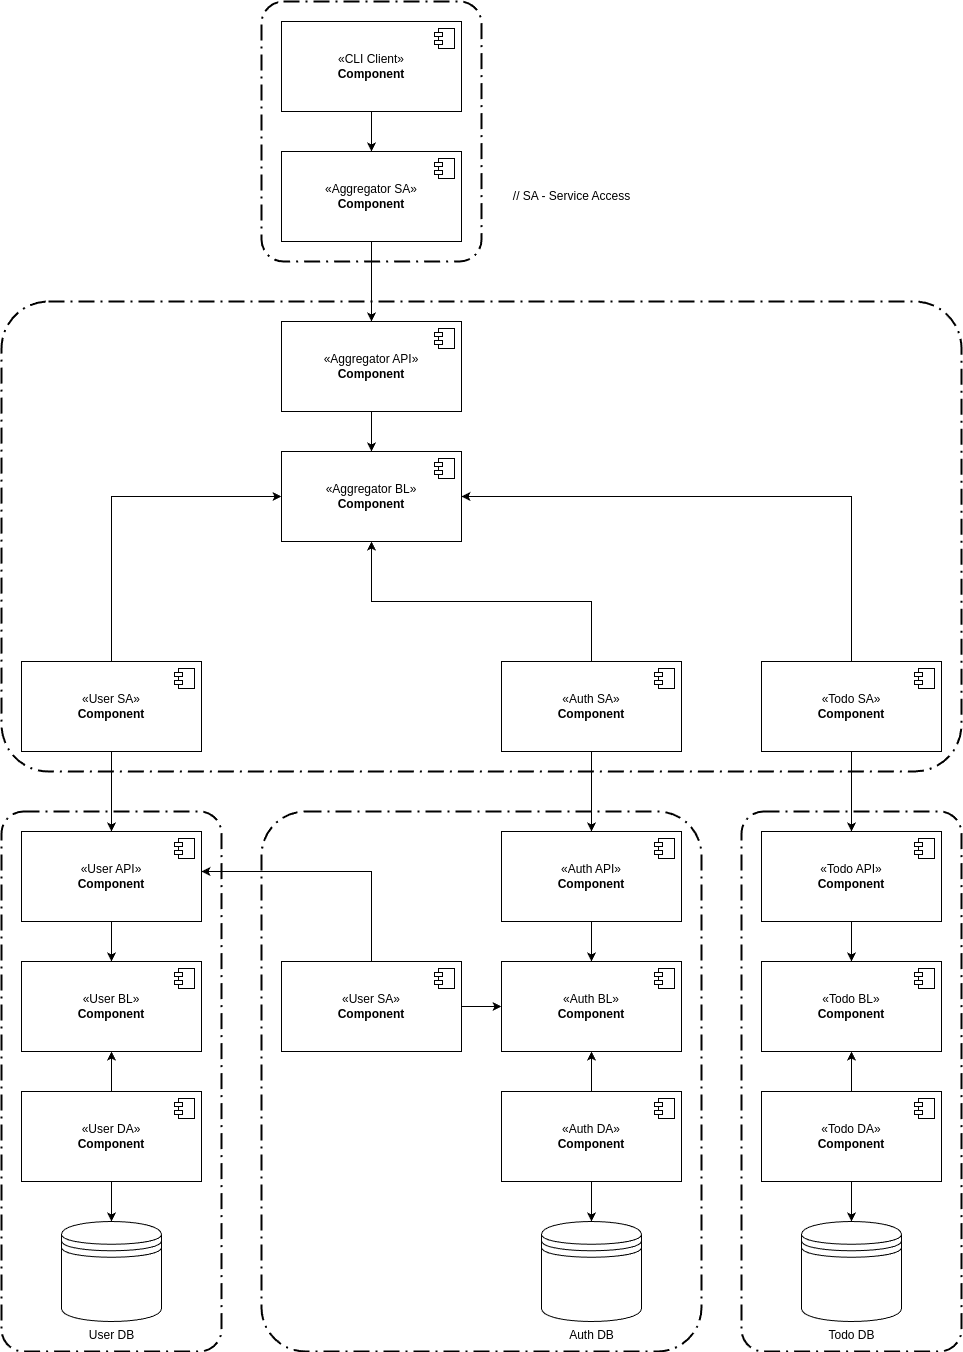 «CLI Client»
Component
«Aggregator SA»
Component
// SA - Service Access
«Aggregator API»
Component
«Aggregator BL»
Component
«User SA»
Component
«Auth SA»
Component
«Todo SA»
Component
«User API»
Component
«Auth API»
Component
«Todo API»
Component
«User BL»
Component
«User SA»
Component
«Auth BL»
Component
«Todo BL»
Component
«User DA»
Component
«Auth DA»
Component
«Todo DA»
Component
User DB
Auth DB
Todo DB